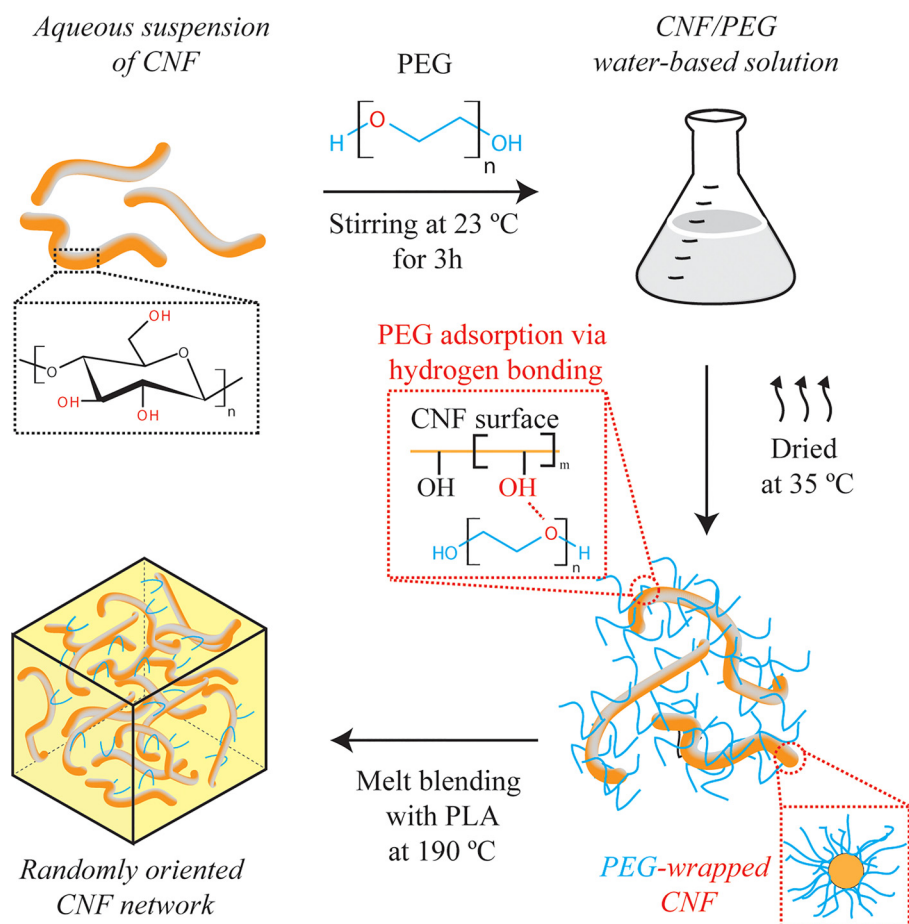 Aqueous suspension
of CNF
PEG
H
O
OH
n
Stirring at 23 ºC
for 3h
CNF/PEG
water-based solution
OH
O
O
OH
OH
n
PEG adsorption via
hydrogen bonding
CNF surface
m
OH
OH
HO
O
H
n
Dried
at 35 ºC
Melt blending
with PLA
at 190 ºC
Randomly oriented
CNF network
PEG-wrapped
CNF